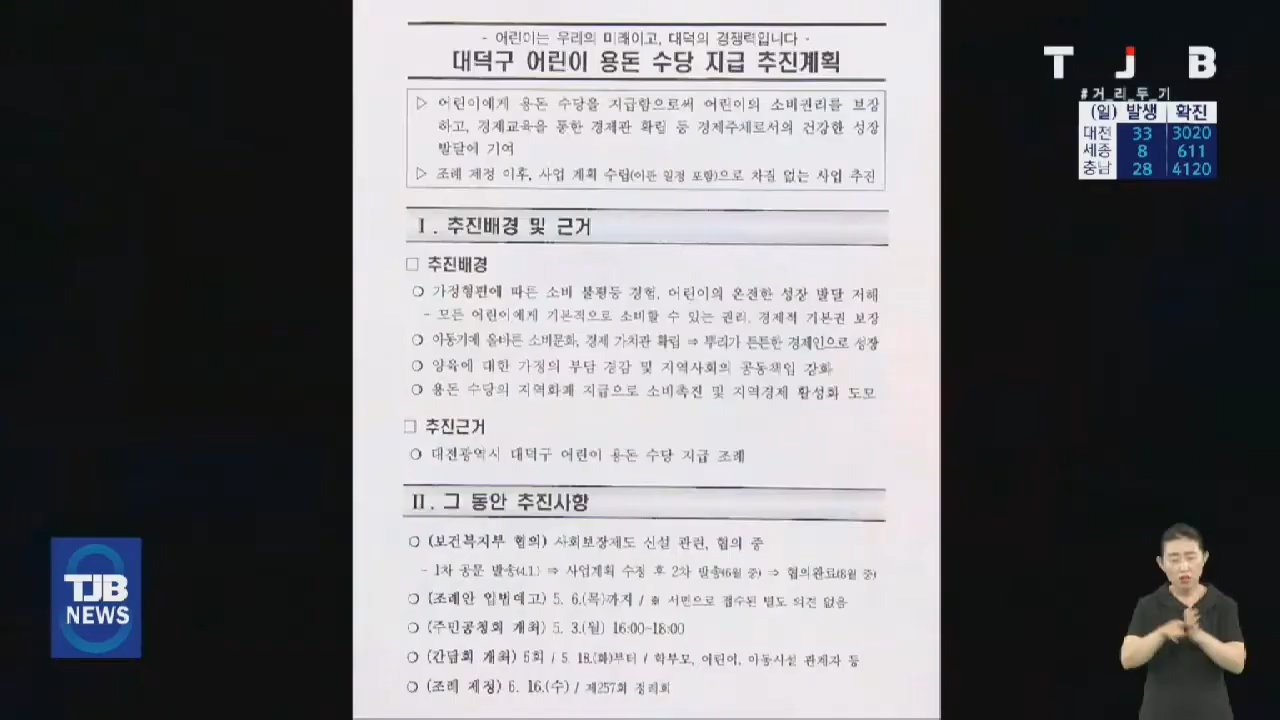 - 어린이는 우리의 미래이고, 대덕의 경쟁력입니다 -
대덕구 어린이 용돈 수당 지급 추진계획
▷ 어린이에게 용돈 수당을 지급함으로써 어린이의 소비권리를 보장
하고, 경제교육을 통한 경제관 확립 등 경제주체로서의 건강한 성장
발달에 기여
▷ 조례 제정 이후, 사업 계획 수립(이관 일정 포함)으로 차질 없는 사업 추진
Ⅰ. 추진배경 및 근거
□ 추진배경
❍ 가정형편에 따른 소비 불평등 경험, 어린이의 온전한 성장 발달 저해
- 모든 어린이에게 기본적으로 소비할 수 있는 권리, 경제적 기본권 보장
❍ 아동기에 올바른 소비문화, 경제 가치관 확립 ⇒ 뿌리가 튼튼한 경제인으로 성장
❍ 양육에 대한 가정의 부담 경감 및 지역사회의 공동책임 강화
❍ 용돈 수당의 지역화폐 지급으로 소비촉진 및 지역경제 활성화 도모
□ 추진근거
❍ 대전광역시 대덕구 어린이 용돈 수당 지급 조례
Ⅱ. 그 동안 추진사항
❍ (보건복지부 협의) 사회보장제도 신설 관련, 협의 중
- 1차 공문 발송(4.1.) ⇒ 사업계획 수정 후 2차 발송(6월 중) ⇒ 협의완료(8월 중)
❍ (조례안 입법예고) 5. 6.(목)까지 / ※ 서면으로 접수된 별도 의견 없음
❍ (주민공청회 개최) 5. 3.(월) 16:00~18:00
❍ (간담회 개최) 6회 / 5. 18.(화)부터 / 학부모, 어린이, 아동시설 관계자 등
❍ (조례 제정) 6. 16.(수) / 제257회 정례회
TJB
#거_리_두_기
(일) 발생 확진
대전 33 3020
세종 8 611
충남 28 4120
TJB
NEWS